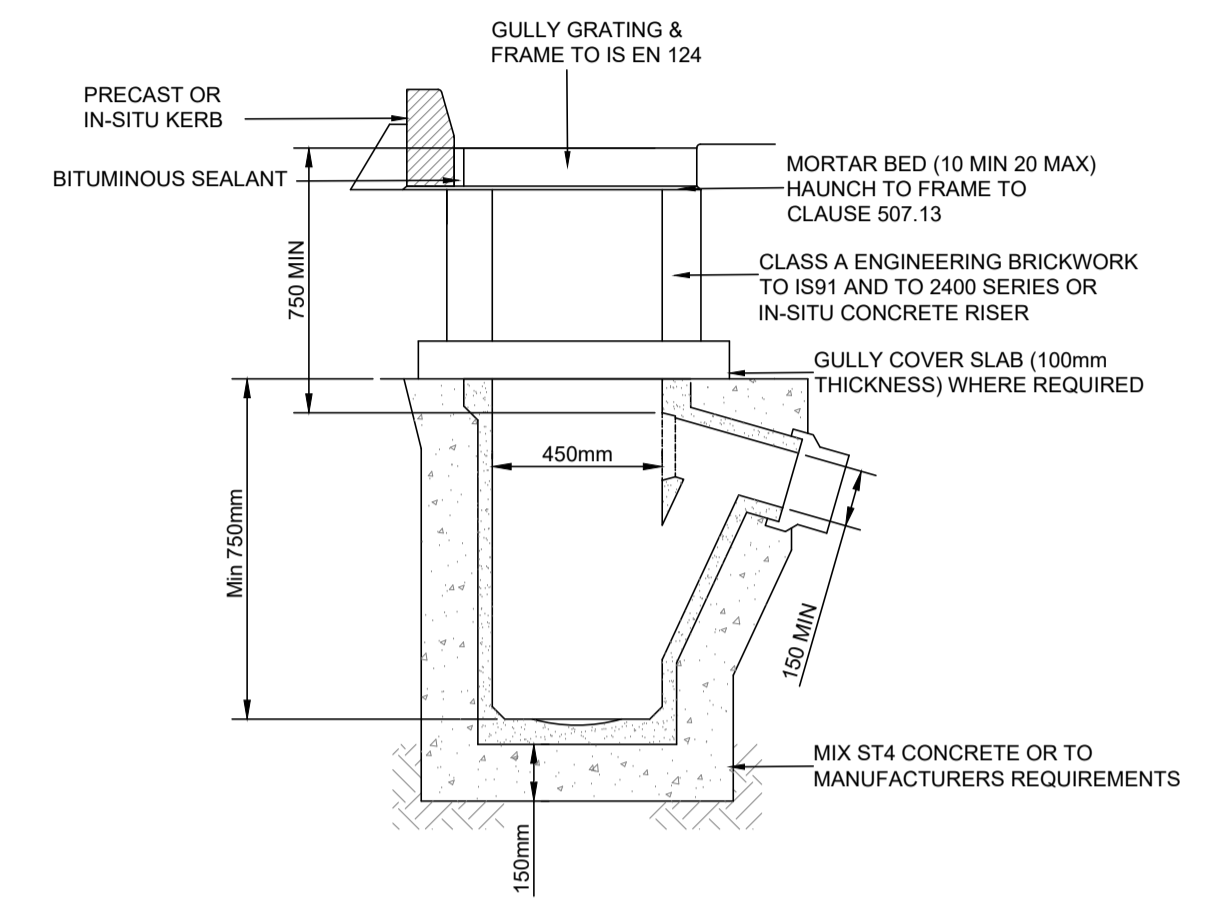 GULLY GRATING &
FRAME TO IS EN 124
PRECAST OR
IN-SITU KERB
BITUMINOUS SEALANT
MORTAR BED (10 MIN 20 MAX)
HAUNCH TO FRAME TO
CLAUSE 507.13
750 MIN
CLASS A ENGINEERING BRICKWORK
TO IS91 AND TO 2400 SERIES OR
IN-SITU CONCRETE RISER
GULLY COVER SLAB (100mm
THICKNESS) WHERE REQUIRED
450mm
Min 750mm
150 MIN
MIX ST4 CONCRETE OR TO
MANUFACTURERS REQUIREMENTS
150mm